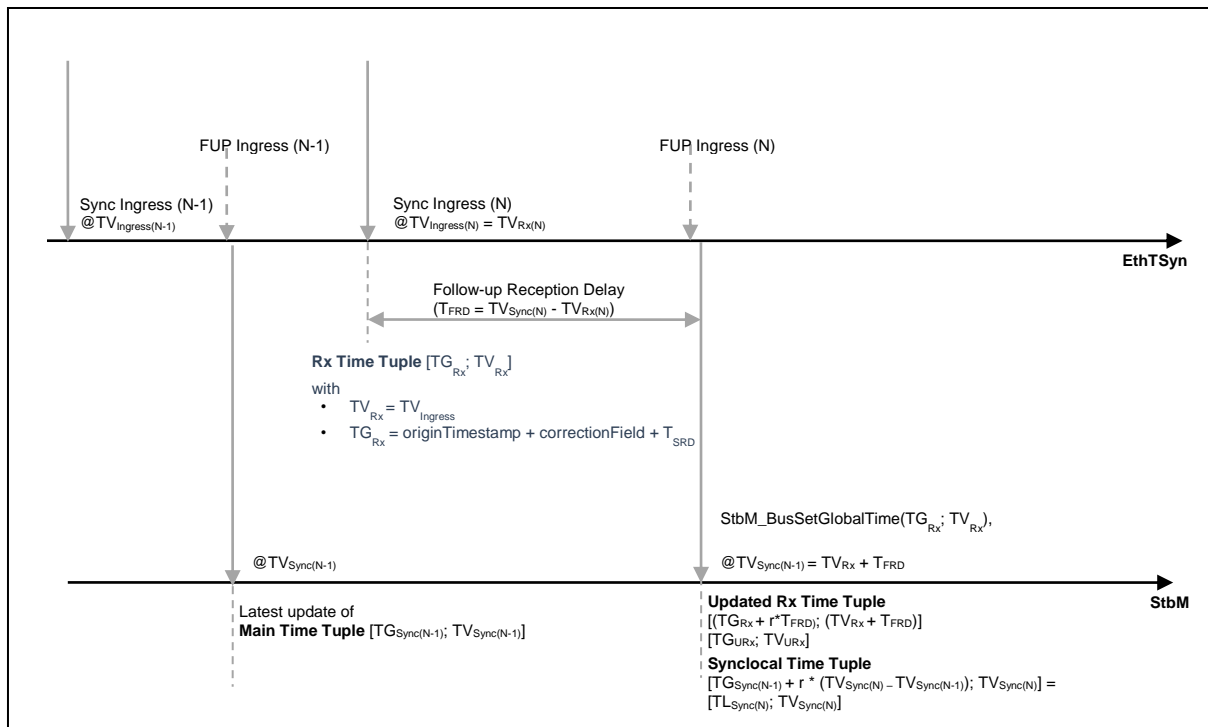 FUP Ingress (N-1)
FUP Ingress (N)
Sync Ingress (N-1)
@TVIngress(N-1)
Sync Ingress (N)
@TVIngress(N) = TVRx(N)
EthTSyn
Follow-up Reception Delay
(TFRD = TVSync(N) - TVRx(N))
Rx Time Tuple [TGRx; TVRx]
with
• TVRx = TVIngress
• TGRx = originTimestamp + correctionField + TSRD
StbM_BusSetGlobalTime(TGRx; TVRx),
@TVSync(N-1)
@TVSync(N-1) = TVRx + TFRD
StbM
Latest update of
Main Time Tuple [TGSync(N-1); TVSync(N-1)]
Updated Rx Time Tuple
[(TGRx + r*TFRD); (TVRx + TFRD)]
[TGURx; TVURx]
Synclocal Time Tuple
[TGSync(N-1) + r * (TVSync(N) – TVSync(N-1)); TVSync(N)] =
[TLSync(N); TVSync(N)]